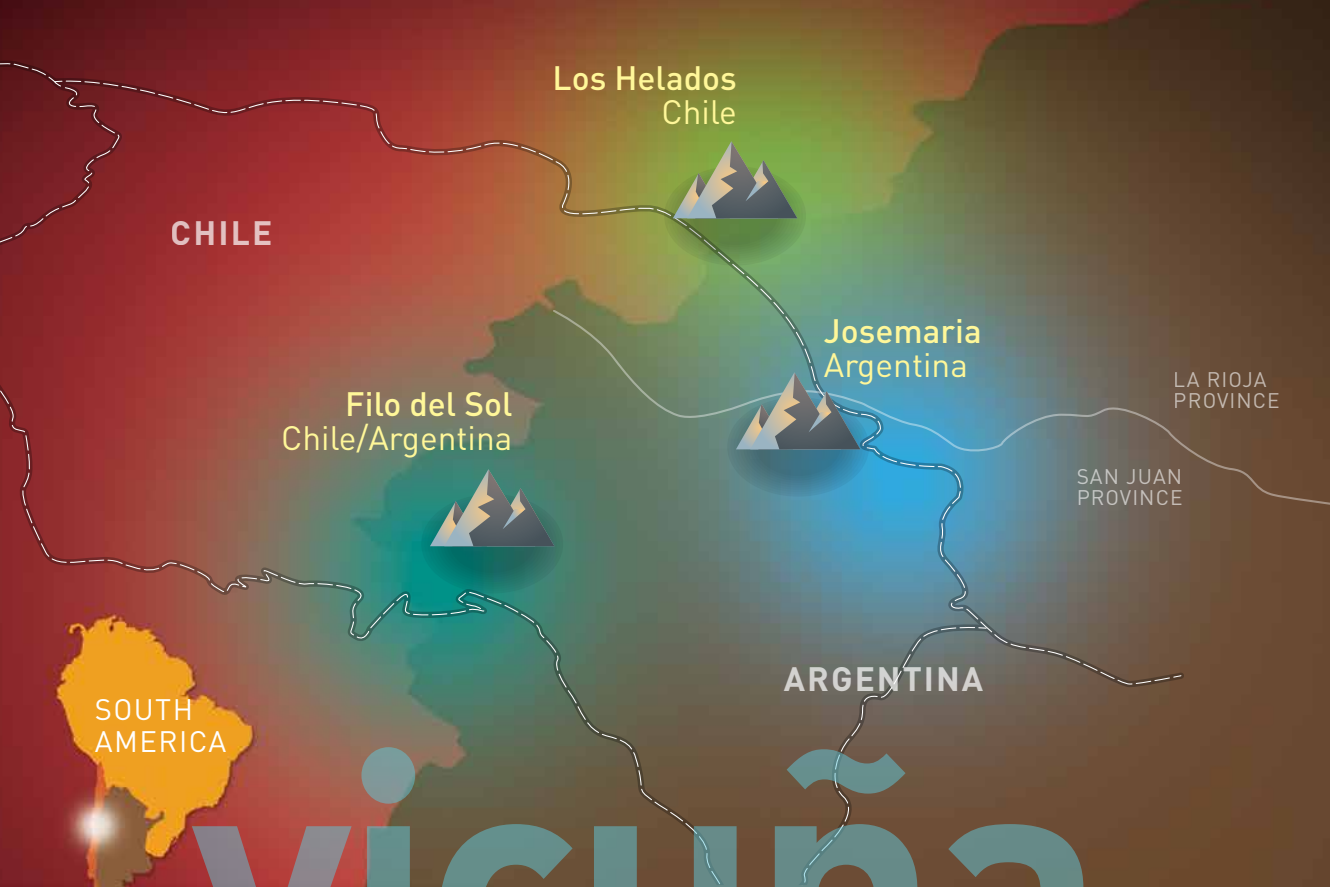 Los Helados
Chile
CHILE
Josemaria
Argentina
LA RIOJA
PROVINCE
Filo del Sol
Chile/Argentina
SAN JUAN
PROVINCE
ARGENTINA
SOUTH
AMERICA
vicuña